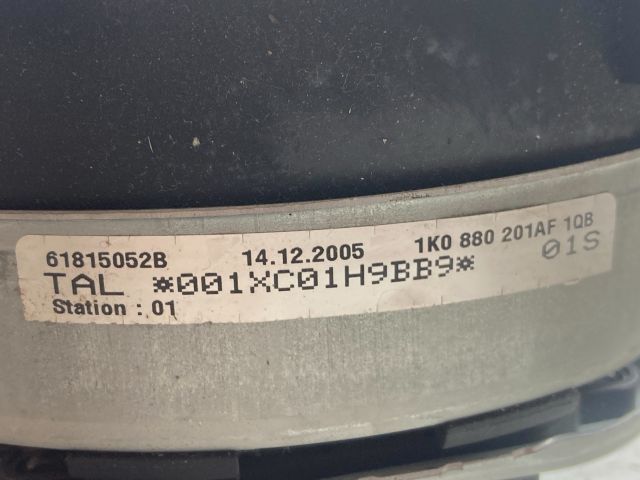 61815052B 14.12.2005 1K0 880 201AF 1QB
TAL *001XC01H9BB9* 01S
Station : 01